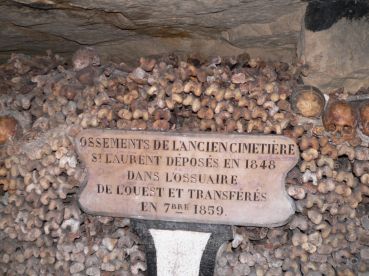 OSSEMENTS DE L'ANCIEN CIMETIÈRE
ST LAURENT DÉPOSÉS EN 1848
DANS L'OSSUAIRE
DE L'OUEST ET TRANSFÉRÉS
EN 7BRE 1859.